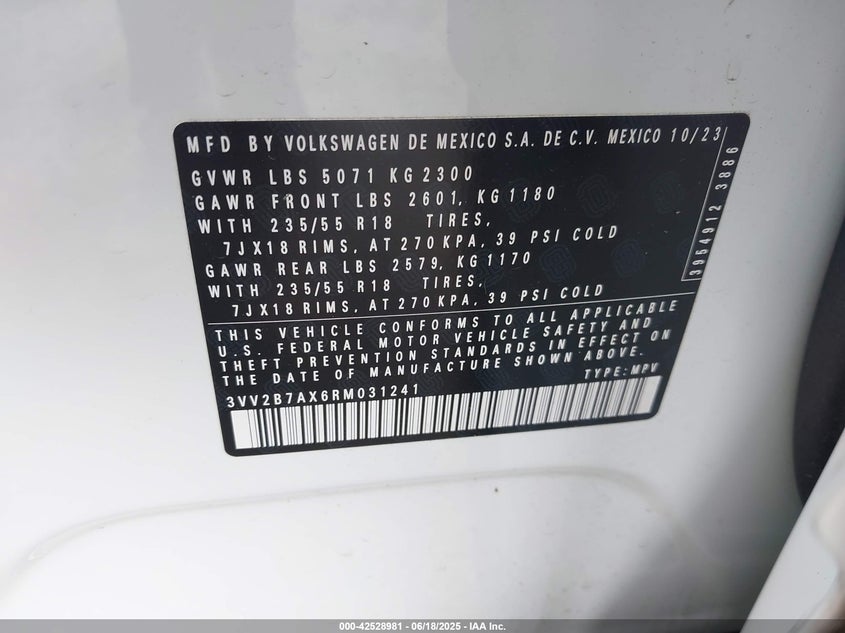 MFD BY VOLKSWAGEN DE MEXICO S.A. DE C.V. MEXICO 10/23
GVWR LBS 5071 KG 2300
GAWR FRONT LBS 2601, KG 1180
WITH 235/55 R18 TIRES,
7JX18 RIMS, AT 270 KPA, 39 PSI COLD
GAWR REAR LBS 2579, KG 1170
WITH 235/55 R18 TIRES,
7JX18 RIMS, AT 270 KPA, 39 PSI COLD
3954912 3886
THIS VEHICLE CONFORMS TO ALL APPLICABLE
U.S. FEDERAL MOTOR VEHICLE SAFETY AND
THEFT PREVENTION STANDARDS IN EFFECT ON
THE DATE OF MANUFACTURE SHOWN ABOVE.
3VV2B7AX6RM031241 TYPE: MPV
000-42528981 / 06/18/2025 - IAA Inc.